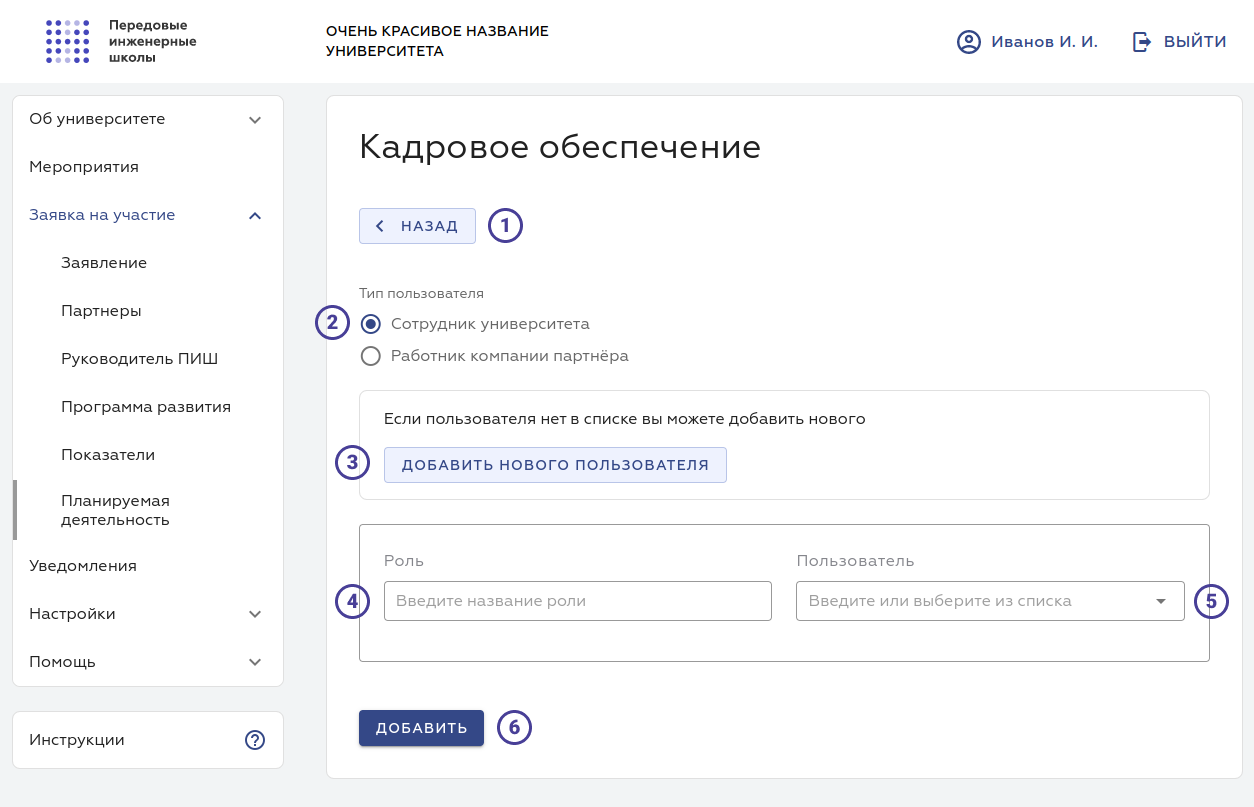 Передовые
инженерные
школы
ОЧЕНЬ КРАСИВОЕ НАЗВАНИЕ
УНИВЕРСИТЕТА
Иванов И. И.
ВЫЙТИ
Об университете
Мероприятия
Заявка на участие
Заявление
Партнеры
Руководитель ПИШ
Программа развития
Показатели
Планируемая
деятельность
Уведомления
Настройки
Помощь
Инструкции
?
Кадровое обеспечение
НАЗАД
1
Тип пользователя
2
Сотрудник университета
Работник компании партнёра
Если пользователя нет в списке вы можете добавить нового
3
ДОБАВИТЬ НОВОГО ПОЛЬЗОВАТЕЛЯ
Роль
Пользователь
4
Введите название роли
Введите или выберите из списка
5
ДОБАВИТЬ
6